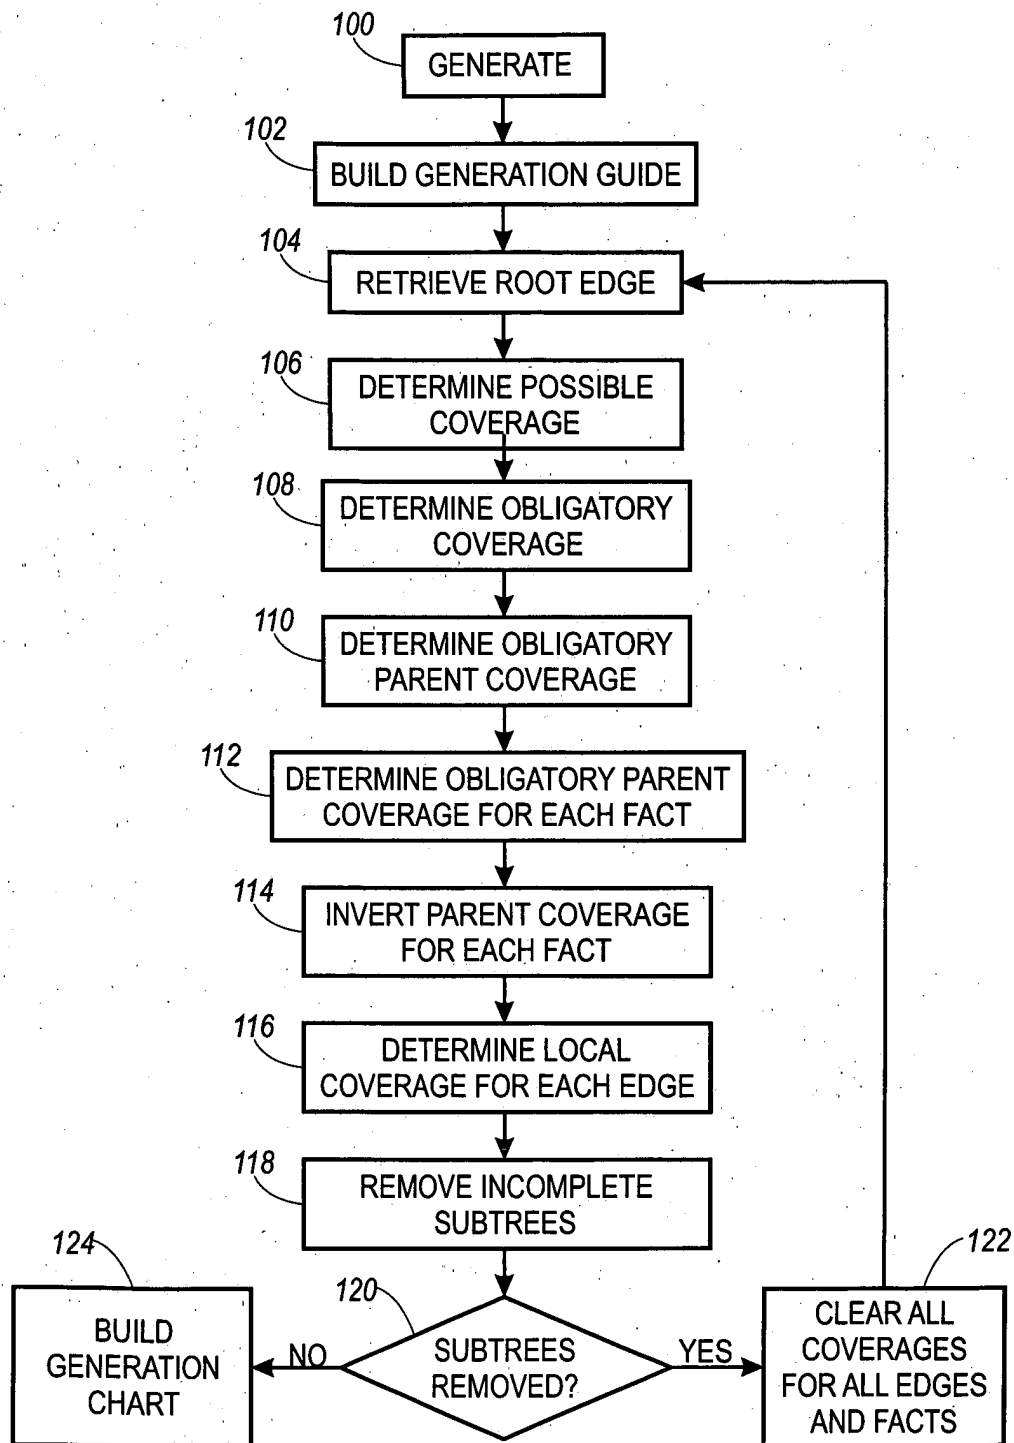 100
GENERATE
102
BUILD GENERATION GUIDE
104
RETRIEVE ROOT EDGE
106
DETERMINE POSSIBLE
COVERAGE
108
DETERMINE OBLIGATORY
COVERAGE
110
DETERMINE OBLIGATORY
PARENT COVERAGE
112
DETERMINE OBLIGATORY PARENT
COVERAGE FOR EACH FACT
114
INVERT PARENT COVERAGE
FOR EACH FACT
116
DETERMINE LOCAL
COVERAGE FOR EACH EDGE
118
REMOVE INCOMPLETE
SUBTREES
120
SUBTREES
REMOVED?
NO
YES
124
BUILD
GENERATION
CHART
122
CLEAR ALL
COVERAGES
FOR ALL EDGES
AND FACTS